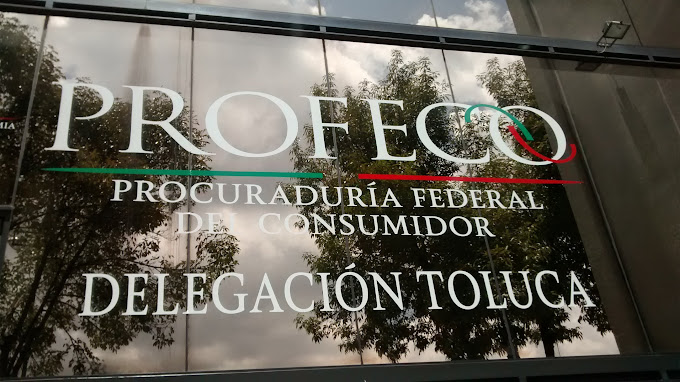 PROFECO
PROCURADURÍA FEDERAL
DEL CONSUMIDOR
DELEGACIÓN TOLUCA